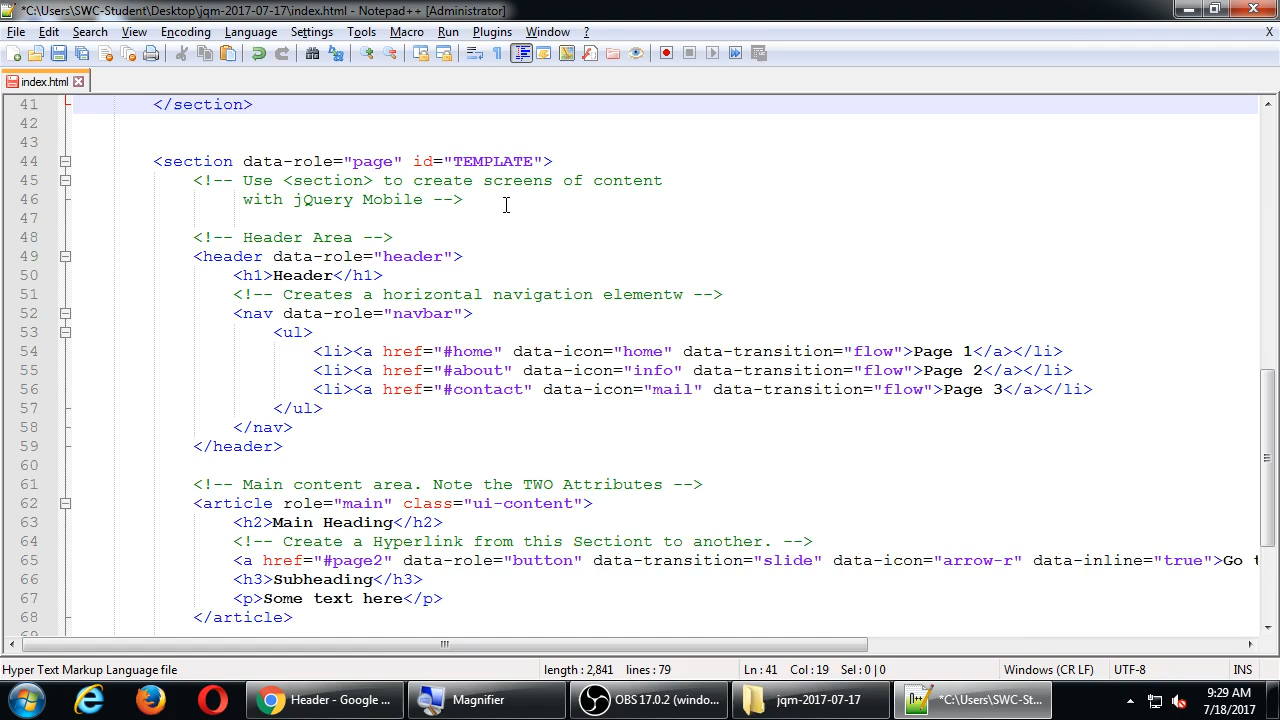 *C:\Users\SWC-Student\Desktop\jqm-2017-07-17\index.html - Notepad++ [Administrator]
File Edit Search View Encoding Language Settings Tools Macro Run Plugins Window ? X
index.html
41 </section>
42
43
44 <section data-role="page" id="TEMPLATE">
45 <!-- Use <section> to create screens of content
46 with jQuery Mobile -->
47
48 <!-- Header Area -->
49 <header data-role="header">
50 <h1>Header</h1>
51 <!-- Creates a horizontal navigation elementw -->
52 <nav data-role="navbar">
53 <ul>
54 <li><a href="#home" data-icon="home" data-transition="flow">Page 1</a></li>
55 <li><a href="#about" data-icon="info" data-transition="flow">Page 2</a></li>
56 <li><a href="#contact" data-icon="mail" data-transition="flow">Page 3</a></li>
57 </ul>
58 </nav>
59 </header>
60
61 <!-- Main content area. Note the TWO Attributes -->
62 <article role="main" class="ui-content">
63 <h2>Main Heading</h2>
64 <!-- Create a Hyperlink from this Sectiont to another. -->
65 <a href="#page2" data-role="button" data-transition="slide" data-icon="arrow-r" data-inline="true">Go t
66 <h3>Subheading</h3>
67 <p>Some text here</p>
68 </article>
69
Hyper Text Markup Language file length : 2,841 lines : 79 Ln : 41 Col : 19 Sel : 0 | 0 Windows (CR LF) UTF-8 INS
Header - Google ... Magnifier OBS 17.0.2 (windo... jqm-2017-07-17 *C:\Users\SWC-St... 9:29 AM
7/18/2017